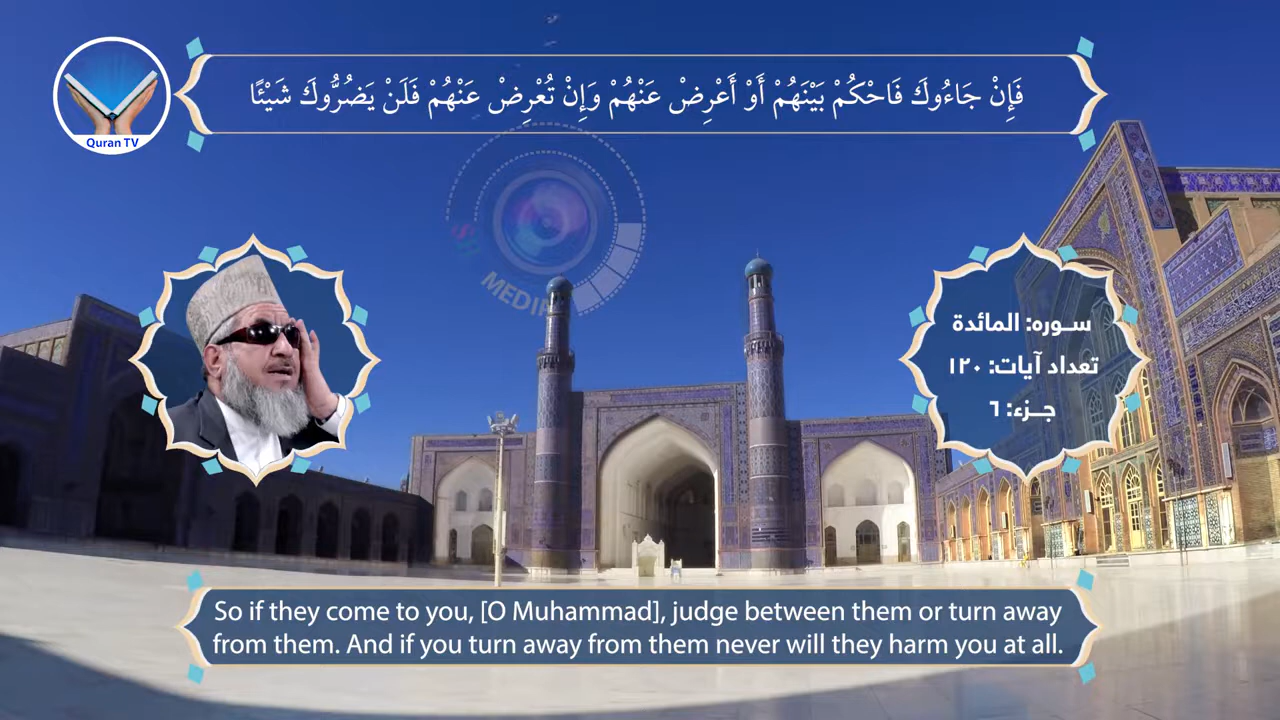 فَإِنْ جَاءُوكَ فَاحْكُمْ بَيْنَهُمْ أَوْ أَعْرِضْ عَنْهُمْ وَإِنْ تُعْرِضْ عَنْهُمْ فَلَنْ يَضُرُّوكَ شَيْئًا
Quran TV
سوره: المائدة
تعداد آیات: ١٢٠
جزء: ٦
So if they come to you, [O Muhammad], judge between them or turn away
from them. And if you turn away from them never will they harm you at all.